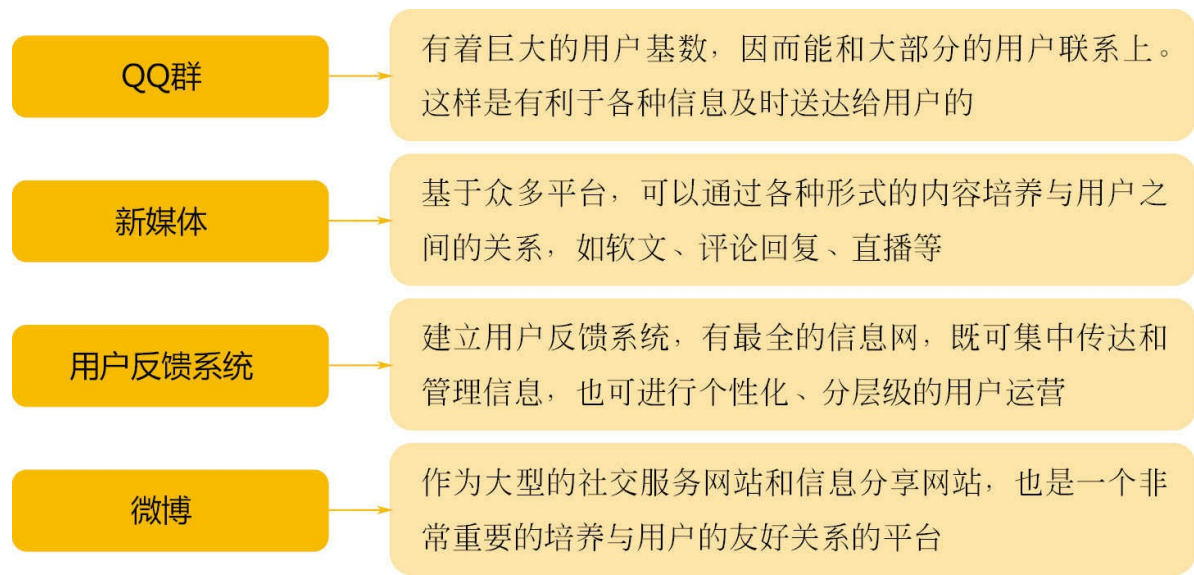 QQ群
有着巨大的用户基数，因而能和大部分的用户联系上。
这样是有利于各种信息及时送达给用户的
新媒体
基于众多平台，可以通过各种形式的内容培养与用户之
间的关系，如软文、评论回复、直播等
用户反馈系统
建立用户反馈系统，有最全的信息网，既可集中传达和
管理信息，也可进行个性化、分层级的用户运营
微博
作为大型的社交服务网站和信息分享网站，也是一个非
常重要的培养与用户的友好关系的平台